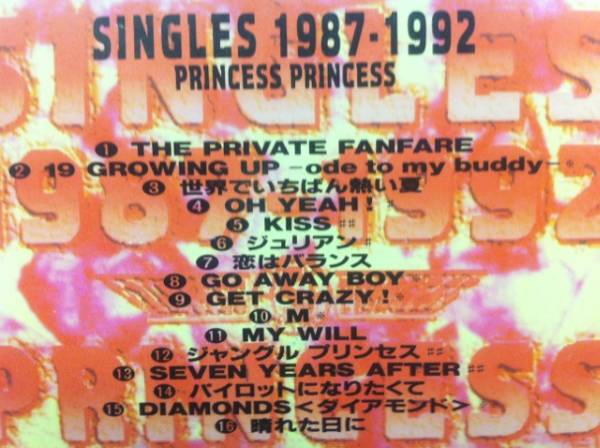 SINGLES 1987-1992
PRINCESS PRINCESS
❶ THE PRIVATE FANFARE
❷ 19 GROWING UP -ode to my buddy-※
❸ 世界でいちばん熱い夏
❹ OH YEAH! ※
❺ KISS ♯♯
❻ ジュリアン ♯
❼ 恋はバランス
❽ GO AWAY BOY ※
❾ GET CRAZY! ※
❿ M ※
⓫ MY WILL
⓬ ジャングル プリンセス ♯♯
⓭ SEVEN YEARS AFTER ♯♯
⓮ パイロットになりたくて
⓯ DIAMONDS<ダイアモンド>
⓰ 晴れた日に
SINGLES
1987-1992
PRINCESS